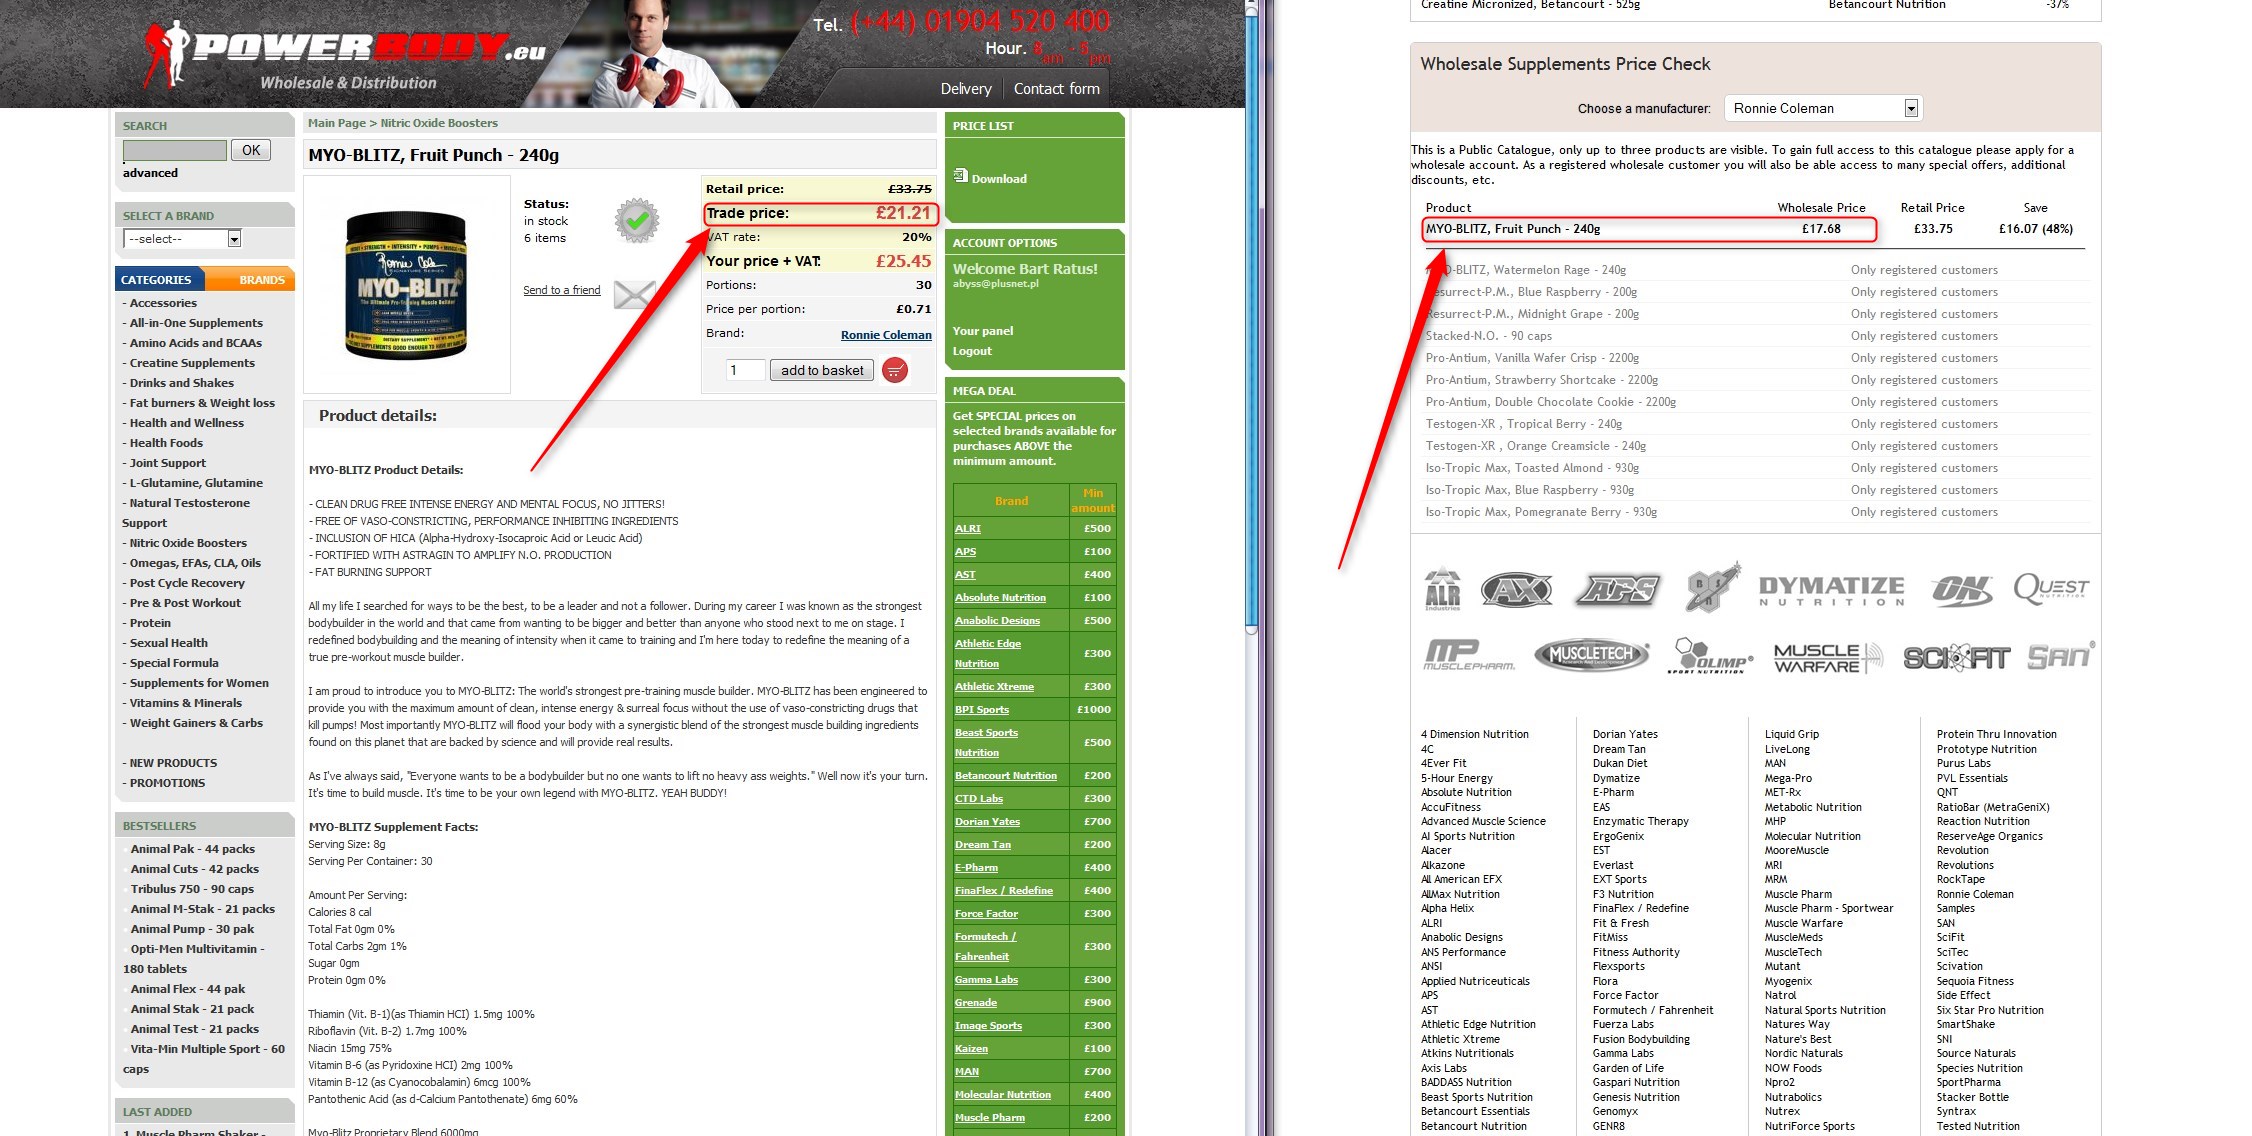 POWERBODY.eu
Wholesale & Distribution
Tel. (+44) 01904 520 400
Hour. 8am - 5pm
Delivery
Contact form
SEARCH
OK
advanced
SELECT A BRAND
--select--
CATEGORIES
BRANDS
- Accessories
- All-in-One Supplements
- Amino Acids and BCAAs
- Creatine Supplements
- Drinks and Shakes
- Fat burners & Weight loss
- Health and Wellness
- Health Foods
- Joint Support
- L-Glutamine, Glutamine
- Natural Testosterone
Support
- Nitric Oxide Boosters
- Omegas, EFAs, CLA, Oils
- Post Cycle Recovery
- Pre & Post Workout
- Protein
- Sexual Health
- Special Formula
- Supplements for Women
- Vitamins & Minerals
- Weight Gainers & Carbs
- NEW PRODUCTS
- PROMOTIONS
BESTSELLERS
Animal Pak - 44 packs
Animal Cuts - 42 packs
Tribulus 750 - 90 caps
Animal M-Stak - 21 packs
Animal Pump - 30 pak
Opti-Men Multivitamin -
180 tablets
Animal Flex - 44 pak
Animal Stak - 21 pack
Animal Test - 21 packs
Vita-Min Multiple Sport - 60
caps
LAST ADDED
1. Muscle Pharm Shaker -
Main Page > Nitric Oxide Boosters
MYO-BLITZ, Fruit Punch - 240g
STRENGTH • INTENSITY • PUMPS
Ronnie Coleman
SIGNATURE SERIES
MYO-BLITZ
The Ultimate Pre-Training Muscle Builder
Status:
in stock
6 items
Send to a friend
Retail price: £33.75
Trade price: £21.21
VAT rate: 20%
Your price + VAT: £25.45
Portions: 30
Price per portion: £0.71
Brand: Ronnie Coleman
1 add to basket
Product details:
MYO-BLITZ Product Details:
- CLEAN DRUG FREE INTENSE ENERGY AND MENTAL FOCUS, NO JITTERS!
- FREE OF VASO-CONSTRICTING, PERFORMANCE INHIBITING INGREDIENTS
- INCLUSION OF HICA (Alpha-Hydroxy-Isocaproic Acid or Leucic Acid)
- FORTIFIED WITH ASTRAGIN TO AMPLIFY N.O. PRODUCTION
- FAT BURNING SUPPORT
All my life I searched for ways to be the best, to be a leader and not a follower. During my career I was known as the strongest
bodybuilder in the world and that came from wanting to be bigger and better than anyone who stood next to me on stage. I
redefined bodybuilding and the meaning of intensity when it came to training and I'm here today to redefine the meaning of a
true pre-workout muscle builder.
I am proud to introduce you to MYO-BLITZ: The world's strongest pre-training muscle builder. MYO-BLITZ has been engineered to
provide you with the maximum amount of clean, intense energy & surreal focus without the use of vaso-constricting drugs that
kill pumps! Most importantly MYO-BLITZ will flood your body with a synergistic blend of the strongest muscle building ingredients
found on this planet that are backed by science and will provide real results.
As I've always said, "Everyone wants to be a bodybuilder but no one wants to lift no heavy ass weights." Well now it's your turn.
It's time to build muscle. It's time to be your own legend with MYO-BLITZ. YEAH BUDDY!
MYO-BLITZ Supplement Facts:
Serving Size: 8g
Serving Per Container: 30
Amount Per Serving:
Calories 8 cal
Total Fat 0gm 0%
Total Carbs 2gm 1%
Sugar 0gm
Protein 0gm 0%
Thiamin (Vit. B-1)(as Thiamin HCI) 1.5mg 100%
Riboflavin (Vit. B-2) 1.7mg 100%
Niacin 15mg 75%
Vitamin B-6 (as Pyridoxine HCI) 2mg 100%
Vitamin B-12 (as Cyanocobalamin) 6mcg 100%
Pantothenic Acid (as d-Calcium Pantothenate) 6mg 60%
Myo-Blitz Proprietary Blend 6000mg
PRICE LIST
Download
ACCOUNT OPTIONS
Welcome Bart Ratus!
abyss@plusnet.pl
Your panel
Logout
MEGA DEAL
Get SPECIAL prices on
selected brands available for
purchases ABOVE the
minimum amount.
Brand Min amount
ALRI £500
APS £100
AST £400
Absolute Nutrition £100
Anabolic Designs £500
Athletic Edge Nutrition £300
Athletic Xtreme £300
BPI Sports £1000
Beast Sports Nutrition £500
Betancourt Nutrition £200
CTD Labs £300
Dorian Yates £700
Dream Tan £200
E-Pharm £400
FinaFlex / Redefine £400
Force Factor £300
Formutech / Fahrenheit £300
Gamma Labs £300
Grenade £900
Image Sports £300
Kaizen £100
MAN £700
Molecular Nutrition £400
Muscle Pharm £200
Creatine Micronized, Betancourt - 525g Betancourt Nutrition -37%
Wholesale Supplements Price Check
Choose a manufacturer: Ronnie Coleman
This is a Public Catalogue, only up to three products are visible. To gain full access to this catalogue please apply for a
wholesale account. As a registered wholesale customer you will also be able access to many special offers, additional
discounts, etc.
Product Wholesale Price Retail Price Save
MYO-BLITZ, Fruit Punch - 240g £17.68 £33.75 £16.07 (48%)
MYO-BLITZ, Watermelon Rage - 240g Only registered customers
Resurrect-P.M., Blue Raspberry - 200g Only registered customers
Resurrect-P.M., Midnight Grape - 200g Only registered customers
Stacked-N.O. - 90 caps Only registered customers
Pro-Antium, Vanilla Wafer Crisp - 2200g Only registered customers
Pro-Antium, Strawberry Shortcake - 2200g Only registered customers
Pro-Antium, Double Chocolate Cookie - 2200g Only registered customers
Testogen-XR , Tropical Berry - 240g Only registered customers
Testogen-XR , Orange Creamsicle - 240g Only registered customers
Iso-Tropic Max, Toasted Almond - 930g Only registered customers
Iso-Tropic Max, Blue Raspberry - 930g Only registered customers
Iso-Tropic Max, Pomegranate Berry - 930g Only registered customers
ALR Industries AX APS BSN DYMATIZE NUTRITION ON QUEST NUTRITION
MP MUSCLEPHARM MUSCLETECH OLIMP SPORT NUTRITION MUSCLE WARFARE SCIFIT SAN
4 Dimension Nutrition
4C
4Ever Fit
5-Hour Energy
Absolute Nutrition
AccuFitness
Advanced Muscle Science
AI Sports Nutrition
Alacer
Alkazone
All American EFX
AllMax Nutrition
Alpha Helix
ALRI
Anabolic Designs
ANS Performance
ANSI
Applied Nutriceuticals
APS
AST
Athletic Edge Nutrition
Athletic Xtreme
Atkins Nutritionals
Axis Labs
BADDASS Nutrition
Beast Sports Nutrition
Betancourt Essentials
Betancourt Nutrition
Dorian Yates
Dream Tan
Dukan Diet
Dymatize
E-Pharm
EAS
Enzymatic Therapy
ErgoGenix
EST
Everlast
EXT Sports
F3 Nutrition
FinaFlex / Redefine
Fit & Fresh
FitMiss
Fitness Authority
Flexsports
Flora
Force Factor
Formutech / Fahrenheit
Fuerza Labs
Fusion Bodybuilding
Gamma Labs
Garden of Life
Gaspari Nutrition
Genesis Nutrition
Genomyx
GENR8
Liquid Grip
LiveLong
MAN
Mega-Pro
MET-Rx
Metabolic Nutrition
MHP
Molecular Nutrition
MooreMuscle
MRI
MRM
Muscle Pharm
Muscle Pharm - Sportwear
Muscle Warfare
MuscleMeds
MuscleTech
Mutant
Myogenix
Natrol
Natural Sports Nutrition
Natures Way
Nature's Best
Nordic Naturals
NOW Foods
Npro2
Nutrabolics
Nutrex
NutriForce Sports
Protein Thru Innovation
Prototype Nutrition
Purus Labs
PVL Essentials
QNT
RatioBar (MetraGeniX)
Reaction Nutrition
ReserveAge Organics
Revolution
Revolutions
RockTape
Ronnie Coleman
Samples
SAN
SciFit
SciTec
Scivation
Sequoia Fitness
Side Effect
Six Star Pro Nutrition
SmartShake
SNI
Source Naturals
Species Nutrition
SportPharma
Stacker Bottle
Syntrax
Tested Nutrition